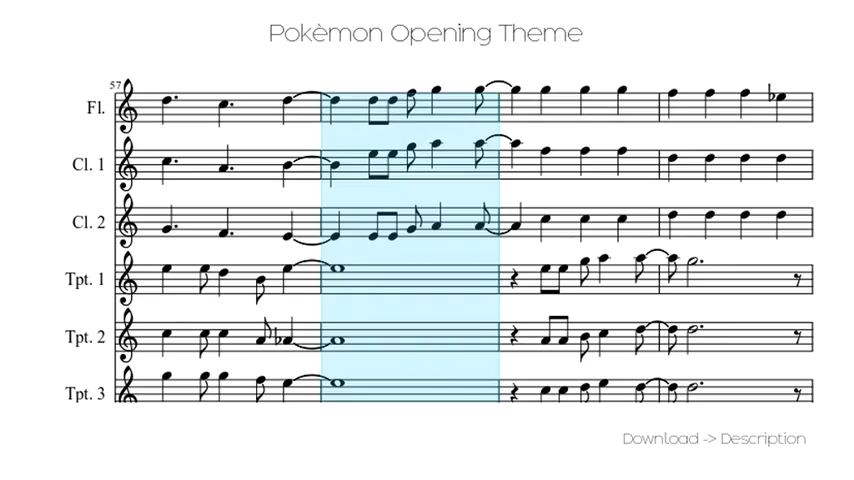 Pokèmon Opening Theme
57
Fl.
Cl. 1
Cl. 2
Tpt. 1
Tpt. 2
Tpt. 3
Download -> Description